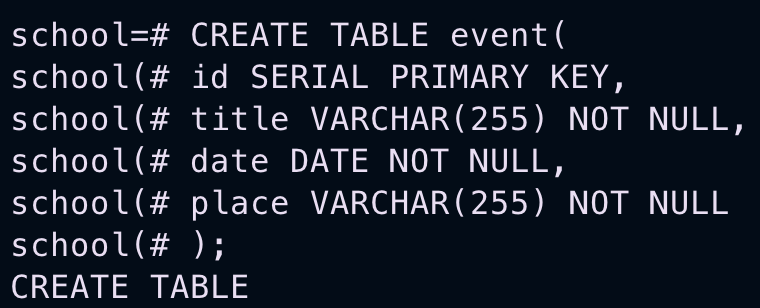 school=# CREATE TABLE event(
school(# id SERIAL PRIMARY KEY,
school(# title VARCHAR(255) NOT NULL,
school(# date DATE NOT NULL,
school(# place VARCHAR(255) NOT NULL
school(# );
CREATE TABLE